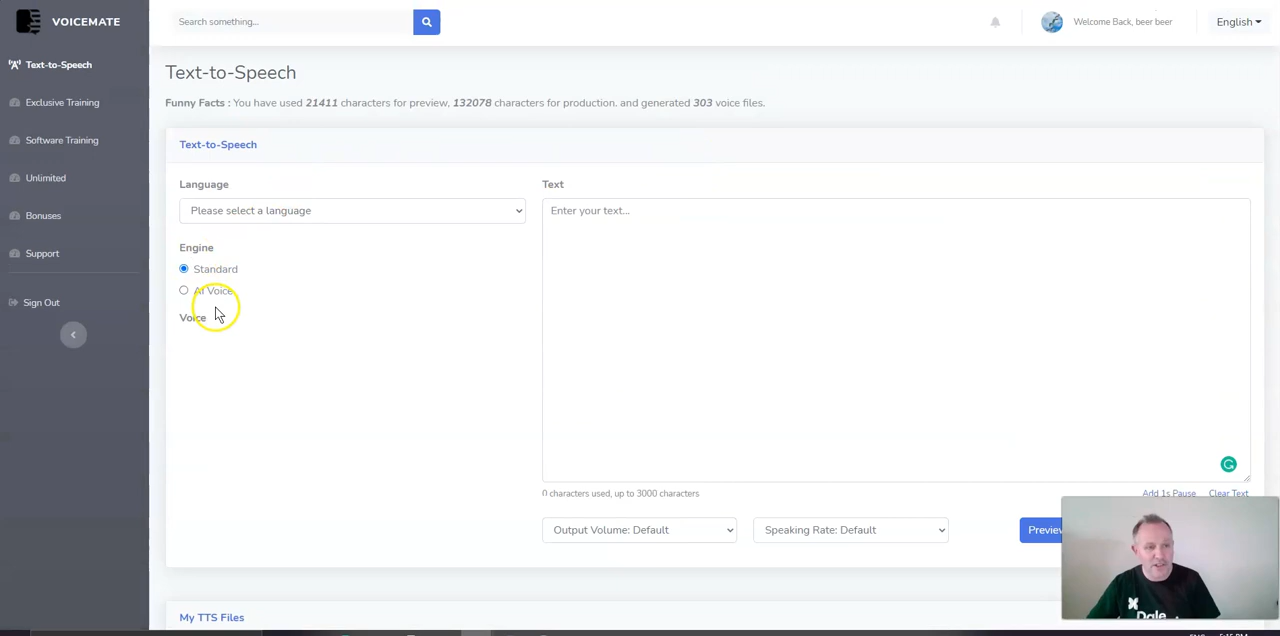 VOICEMATE
Search something...
Welcome Back, beer beer
English
Text-to-Speech
Exclusive Training
Software Training
Unlimited
Bonuses
Support
Sign Out
Text-to-Speech
Funny Facts : You have used 21411 characters for preview, 132078 characters for production. and generated 303 voice files.
Text-to-Speech
Language
Please select a language
Engine
Standard
AI Voice
Voice
Text
Enter your text...
0 characters used, up to 3000 characters
Add 1s Pause
Clear Text
Output Volume: Default
Speaking Rate: Default
Preview
My TTS Files
Dale